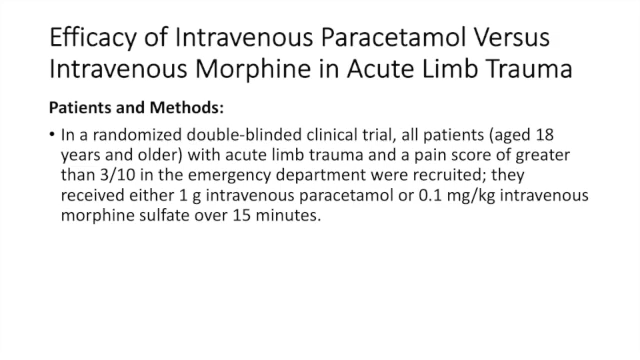 Efficacy of Intravenous Paracetamol Versus
Intravenous Morphine in Acute Limb Trauma
Patients and Methods:
• In a randomized double-blinded clinical trial, all patients (aged 18
years and older) with acute limb trauma and a pain score of greater
than 3/10 in the emergency department were recruited; they
received either 1 g intravenous paracetamol or 0.1 mg/kg intravenous
morphine sulfate over 15 minutes.